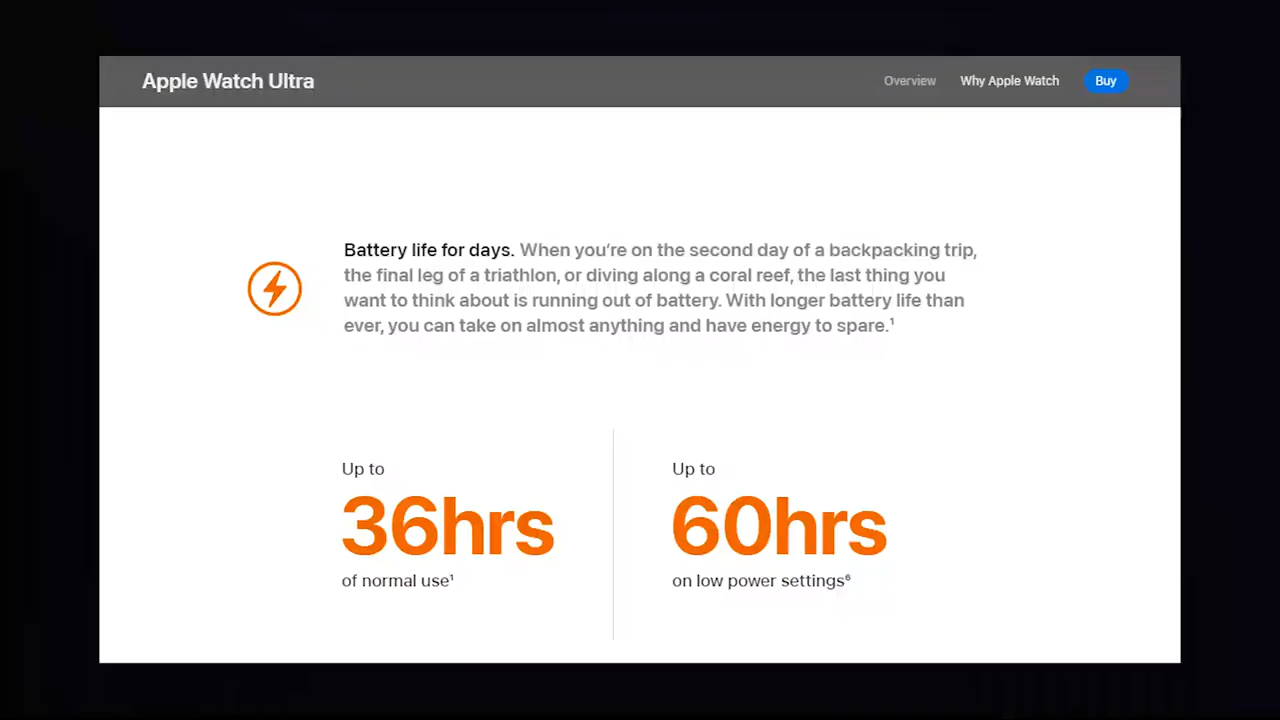 Apple Watch Ultra
Overview
Why Apple Watch
Buy
Battery life for days. When you’re on the second day of a backpacking trip,
the final leg of a triathlon, or diving along a coral reef, the last thing you
want to think about is running out of battery. With longer battery life than
ever, you can take on almost anything and have energy to spare.¹
Up to
36hrs
of normal use¹
Up to
60hrs
on low power settings⁶